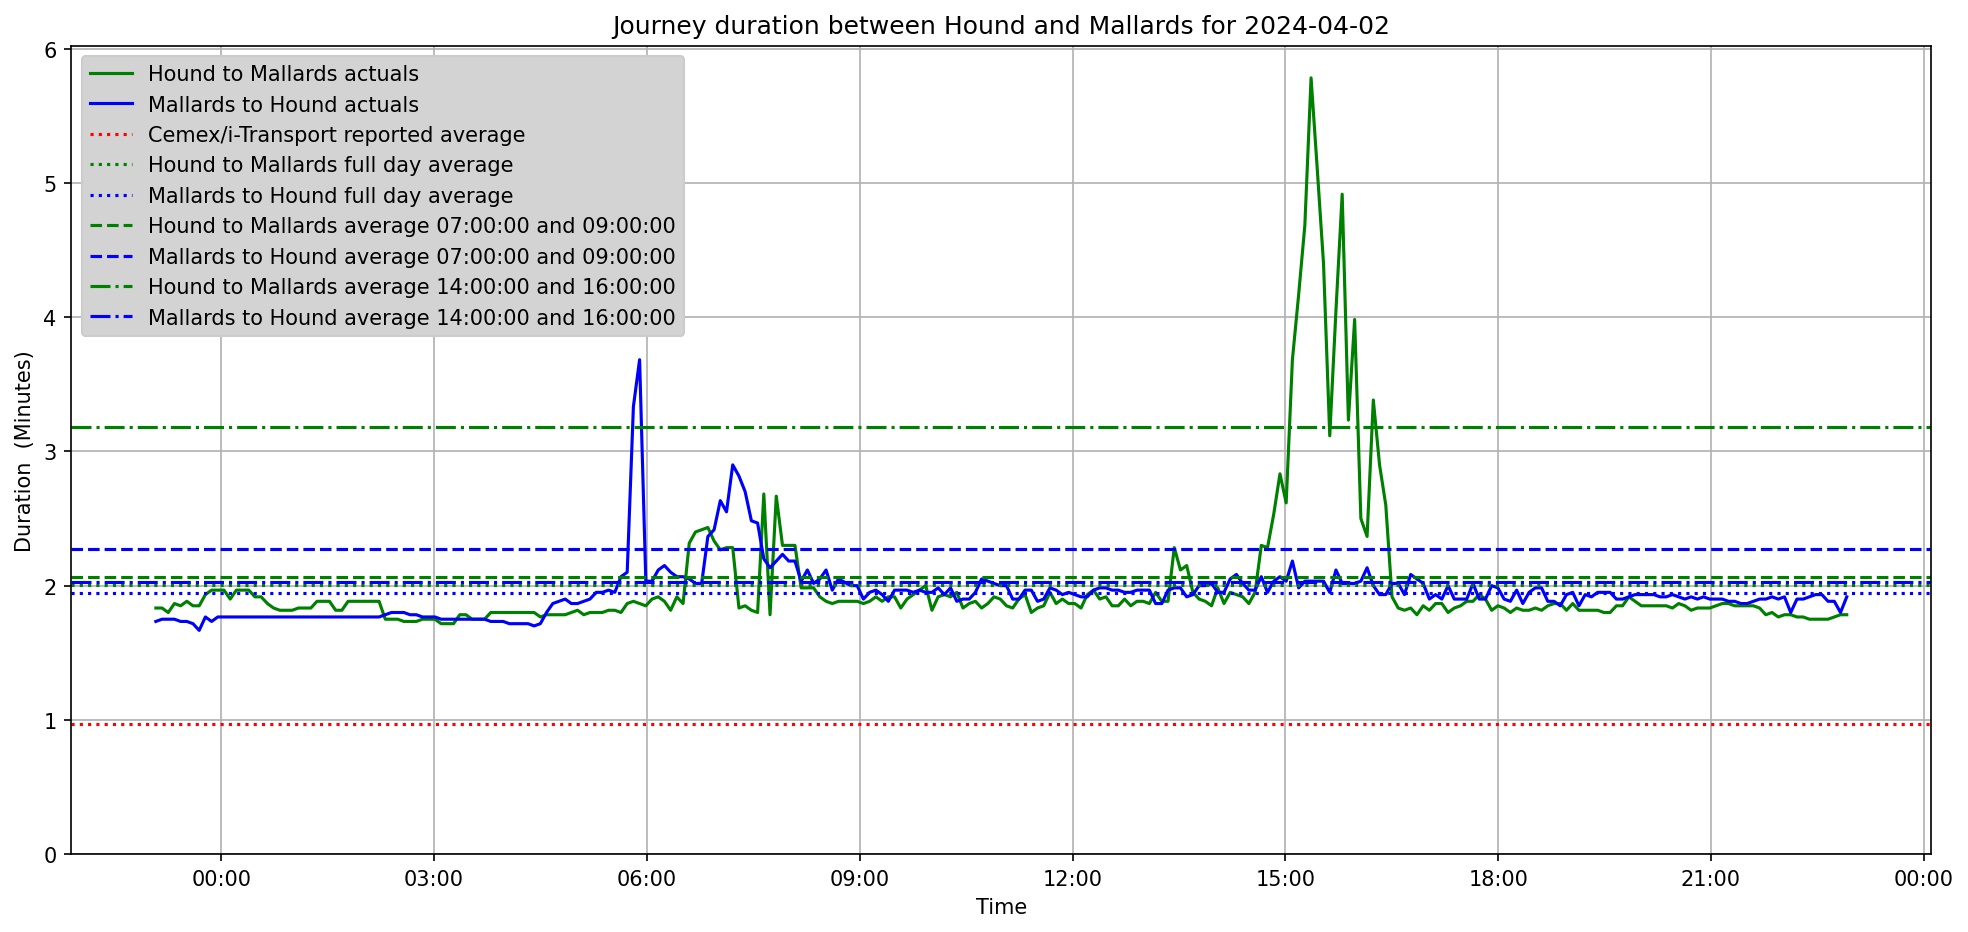 Journey duration between Hound and Mallards for 2024-04-02
6
5
4
3
2
1
0
Duration  (Minutes)
Hound to Mallards actuals
Mallards to Hound actuals
Cemex/i-Transport reported average
Hound to Mallards full day average
Mallards to Hound full day average
Hound to Mallards average 07:00:00 and 09:00:00
Mallards to Hound average 07:00:00 and 09:00:00
Hound to Mallards average 14:00:00 and 16:00:00
Mallards to Hound average 14:00:00 and 16:00:00
00:00 03:00 06:00 09:00 12:00 15:00 18:00 21:00 00:00
Time